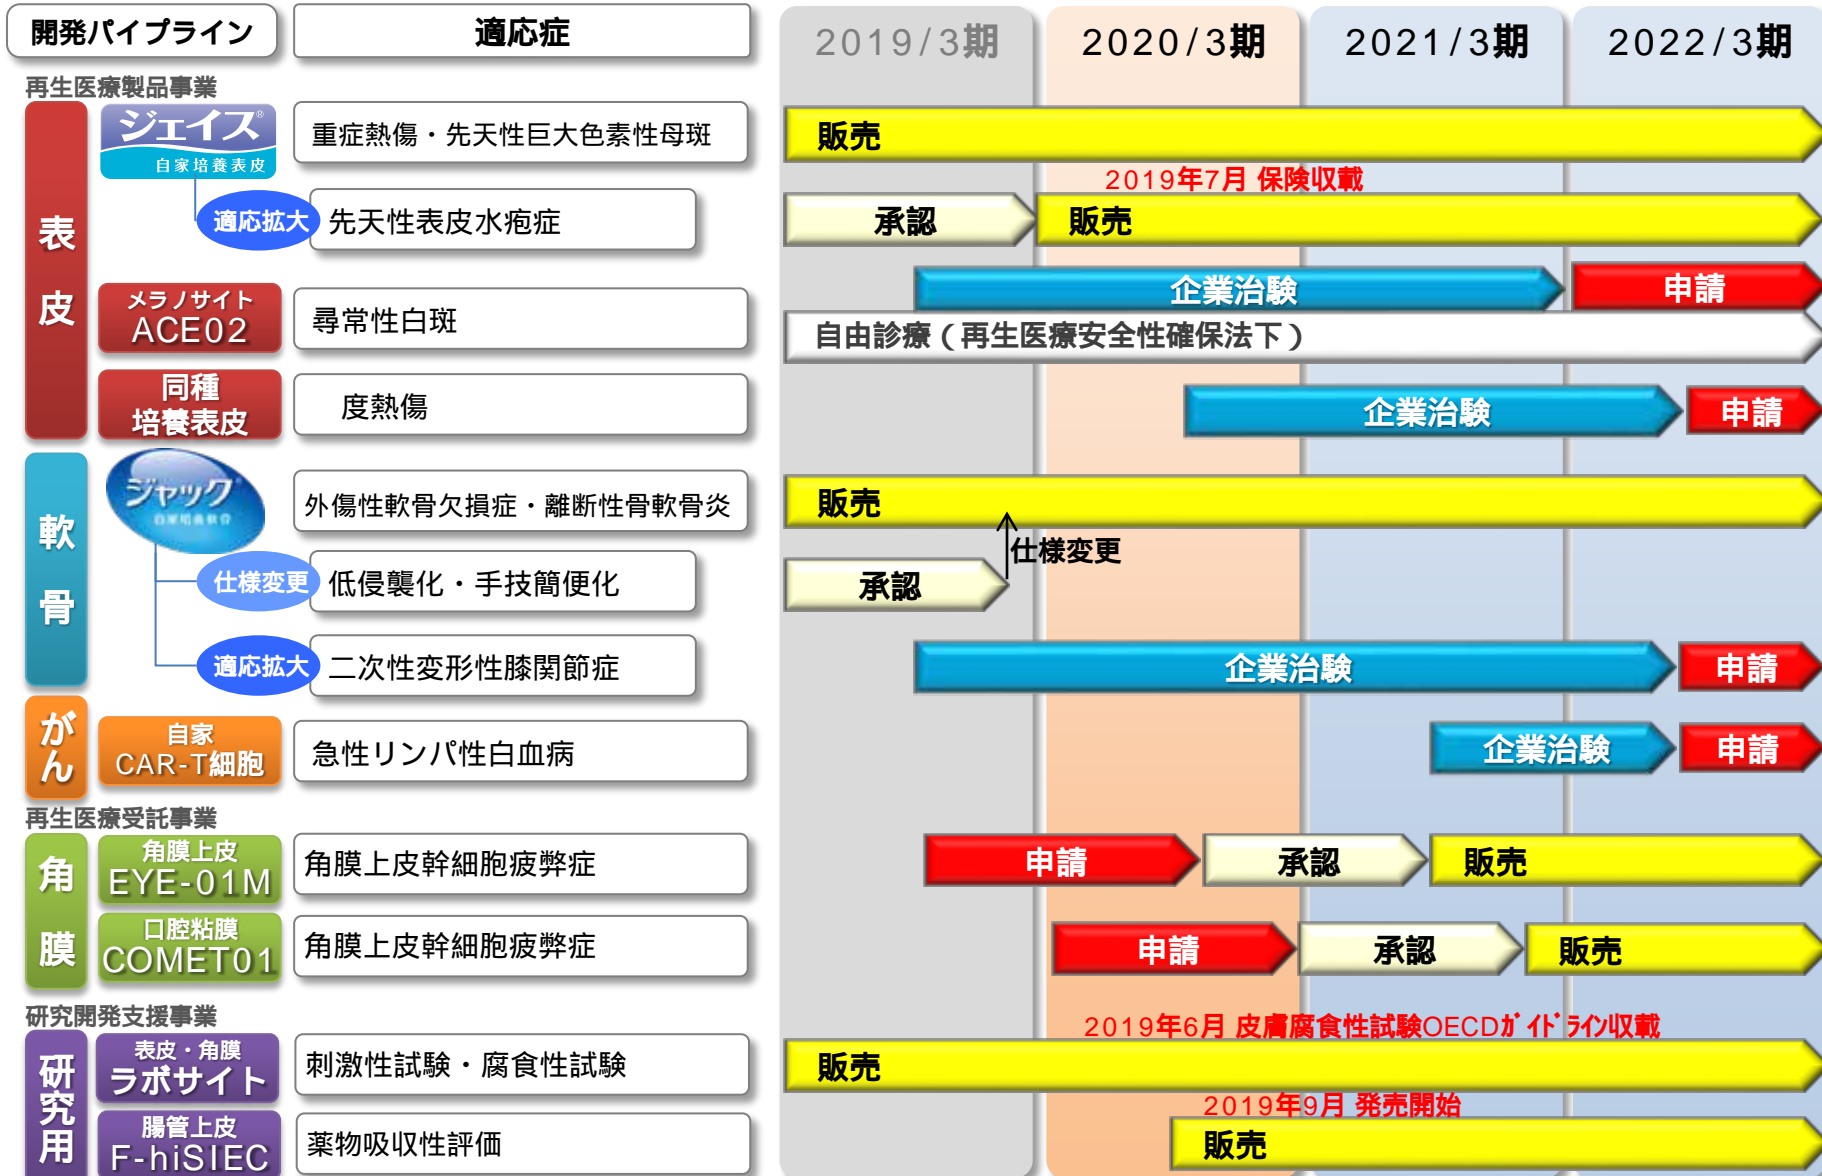 開発パイプライン 適応症 2019/3期 2020/3期 2021/3期 2022/3期
再生医療製品事業
表皮
ジェイス®
自家培養表皮
重症熱傷・先天性巨大色素性母斑
販売
2019年7月 保険収載
適応拡大 先天性表皮水疱症
承認 販売
メラノサイト
ACE02
尋常性白斑
企業治験 申請
自由診療（再生医療安全性確保法下）
同種
培養表皮
度熱傷
企業治験 申請
軟骨
ジャック®
自家培養軟骨
外傷性軟骨欠損症・離断性骨軟骨炎
販売
仕様変更
仕様変更 低侵襲化・手技簡便化
承認
適応拡大 二次性変形性膝関節症
企業治験 申請
がん
自家
CAR-T細胞
急性リンパ性白血病
企業治験 申請
再生医療受託事業
角膜
角膜上皮
EYE-01M
角膜上皮幹細胞疲弊症
申請 承認 販売
口腔粘膜
COMET01
角膜上皮幹細胞疲弊症
申請 承認 販売
研究開発支援事業
2019年6月 皮膚腐食性試験OECDｶﾞｲﾄﾞﾗｲﾝ収載
研究用
表皮・角膜
ラボサイト
刺激性試験・腐食性試験
販売
2019年9月 発売開始
腸管上皮
F-hiSIEC
薬物吸収性評価
販売